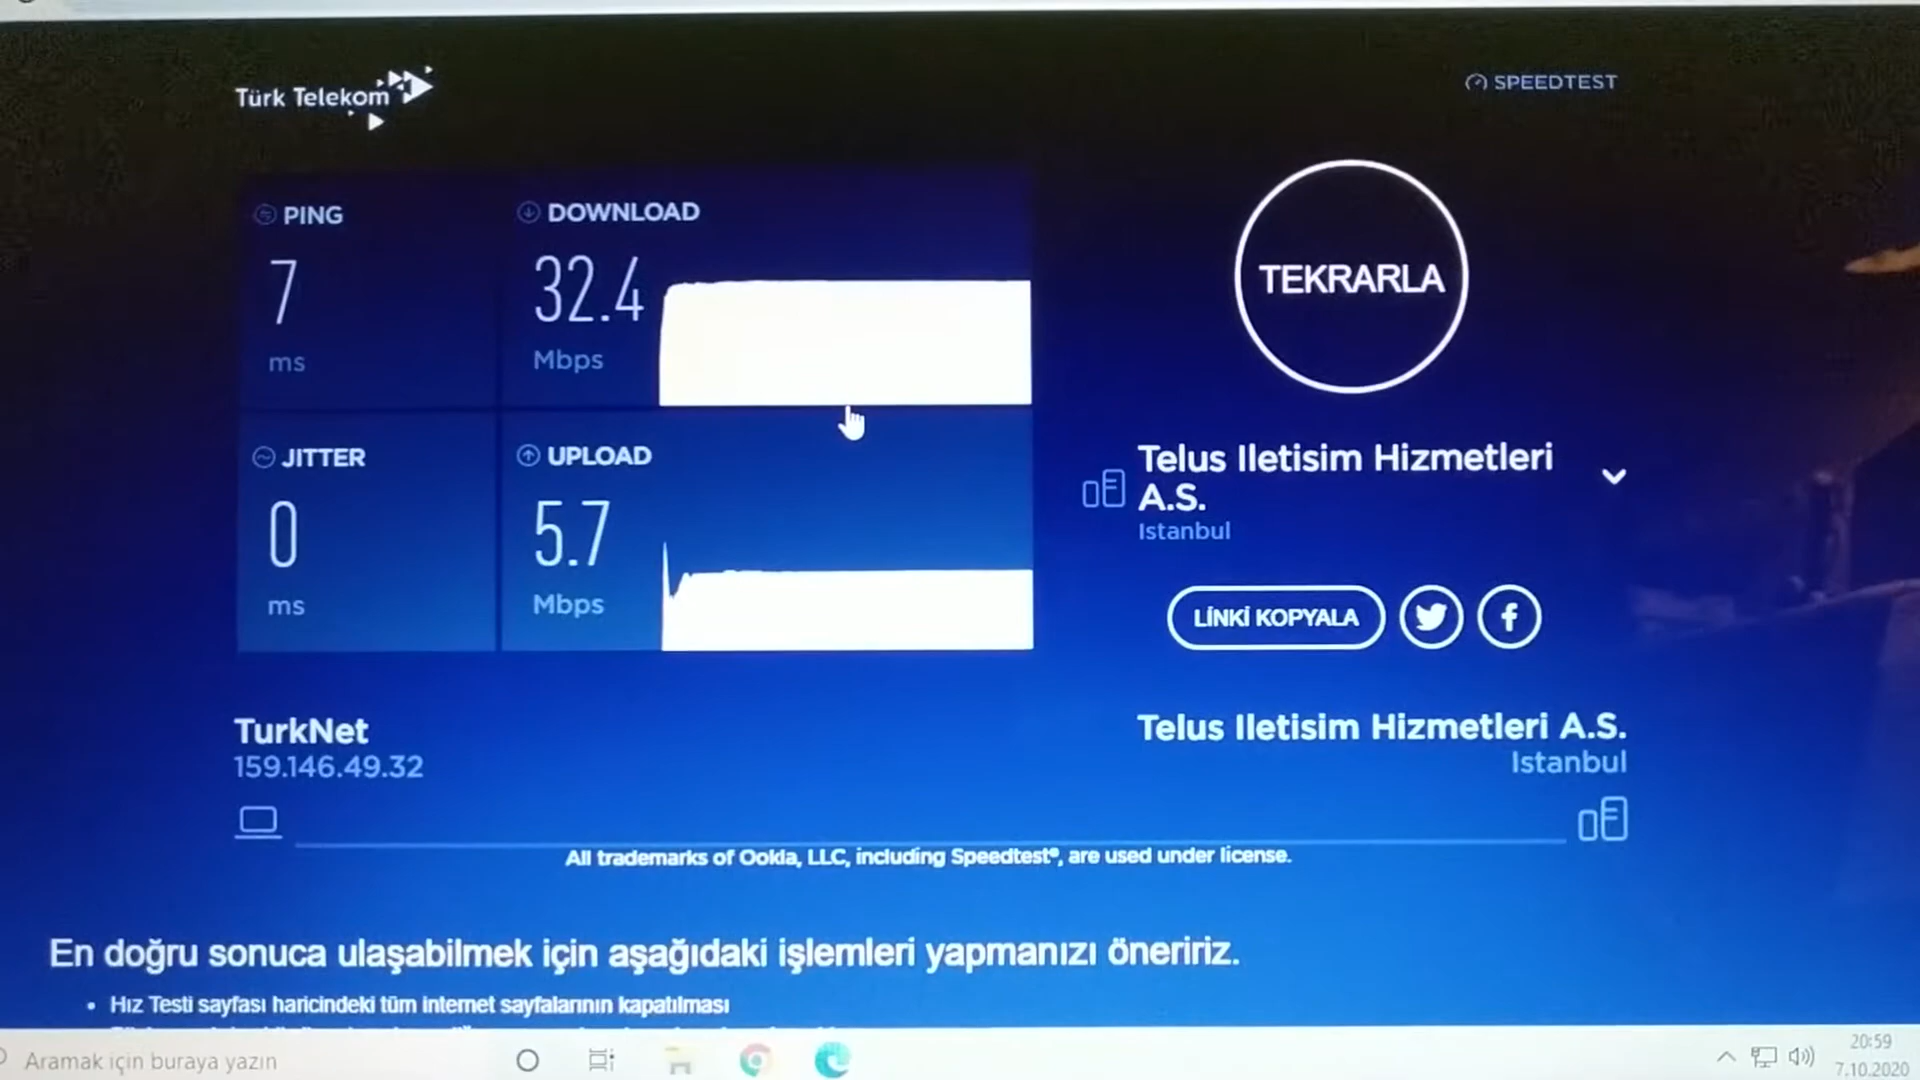 Türk Telekom
SPEEDTEST
PING
7
ms
DOWNLOAD
32.4
Mbps
JITTER
0
ms
UPLOAD
5.7
Mbps
TEKRARLA
Telus Iletisim Hizmetleri
A.S.
Istanbul
LİNKİ KOPYALA
TurkNet
159.146.49.32
Telus Iletisim Hizmetleri A.S.
Istanbul
All trademarks of Ookla, LLC, including Speedtest®, are used under license.
En doğru sonuca ulaşabilmek için aşağıdaki işlemleri yapmanızı öneririz.
• Hız Testi sayfası haricindeki tüm internet sayfalarının kapatılması
Aramak için buraya yazın
20:59
7.10.2020